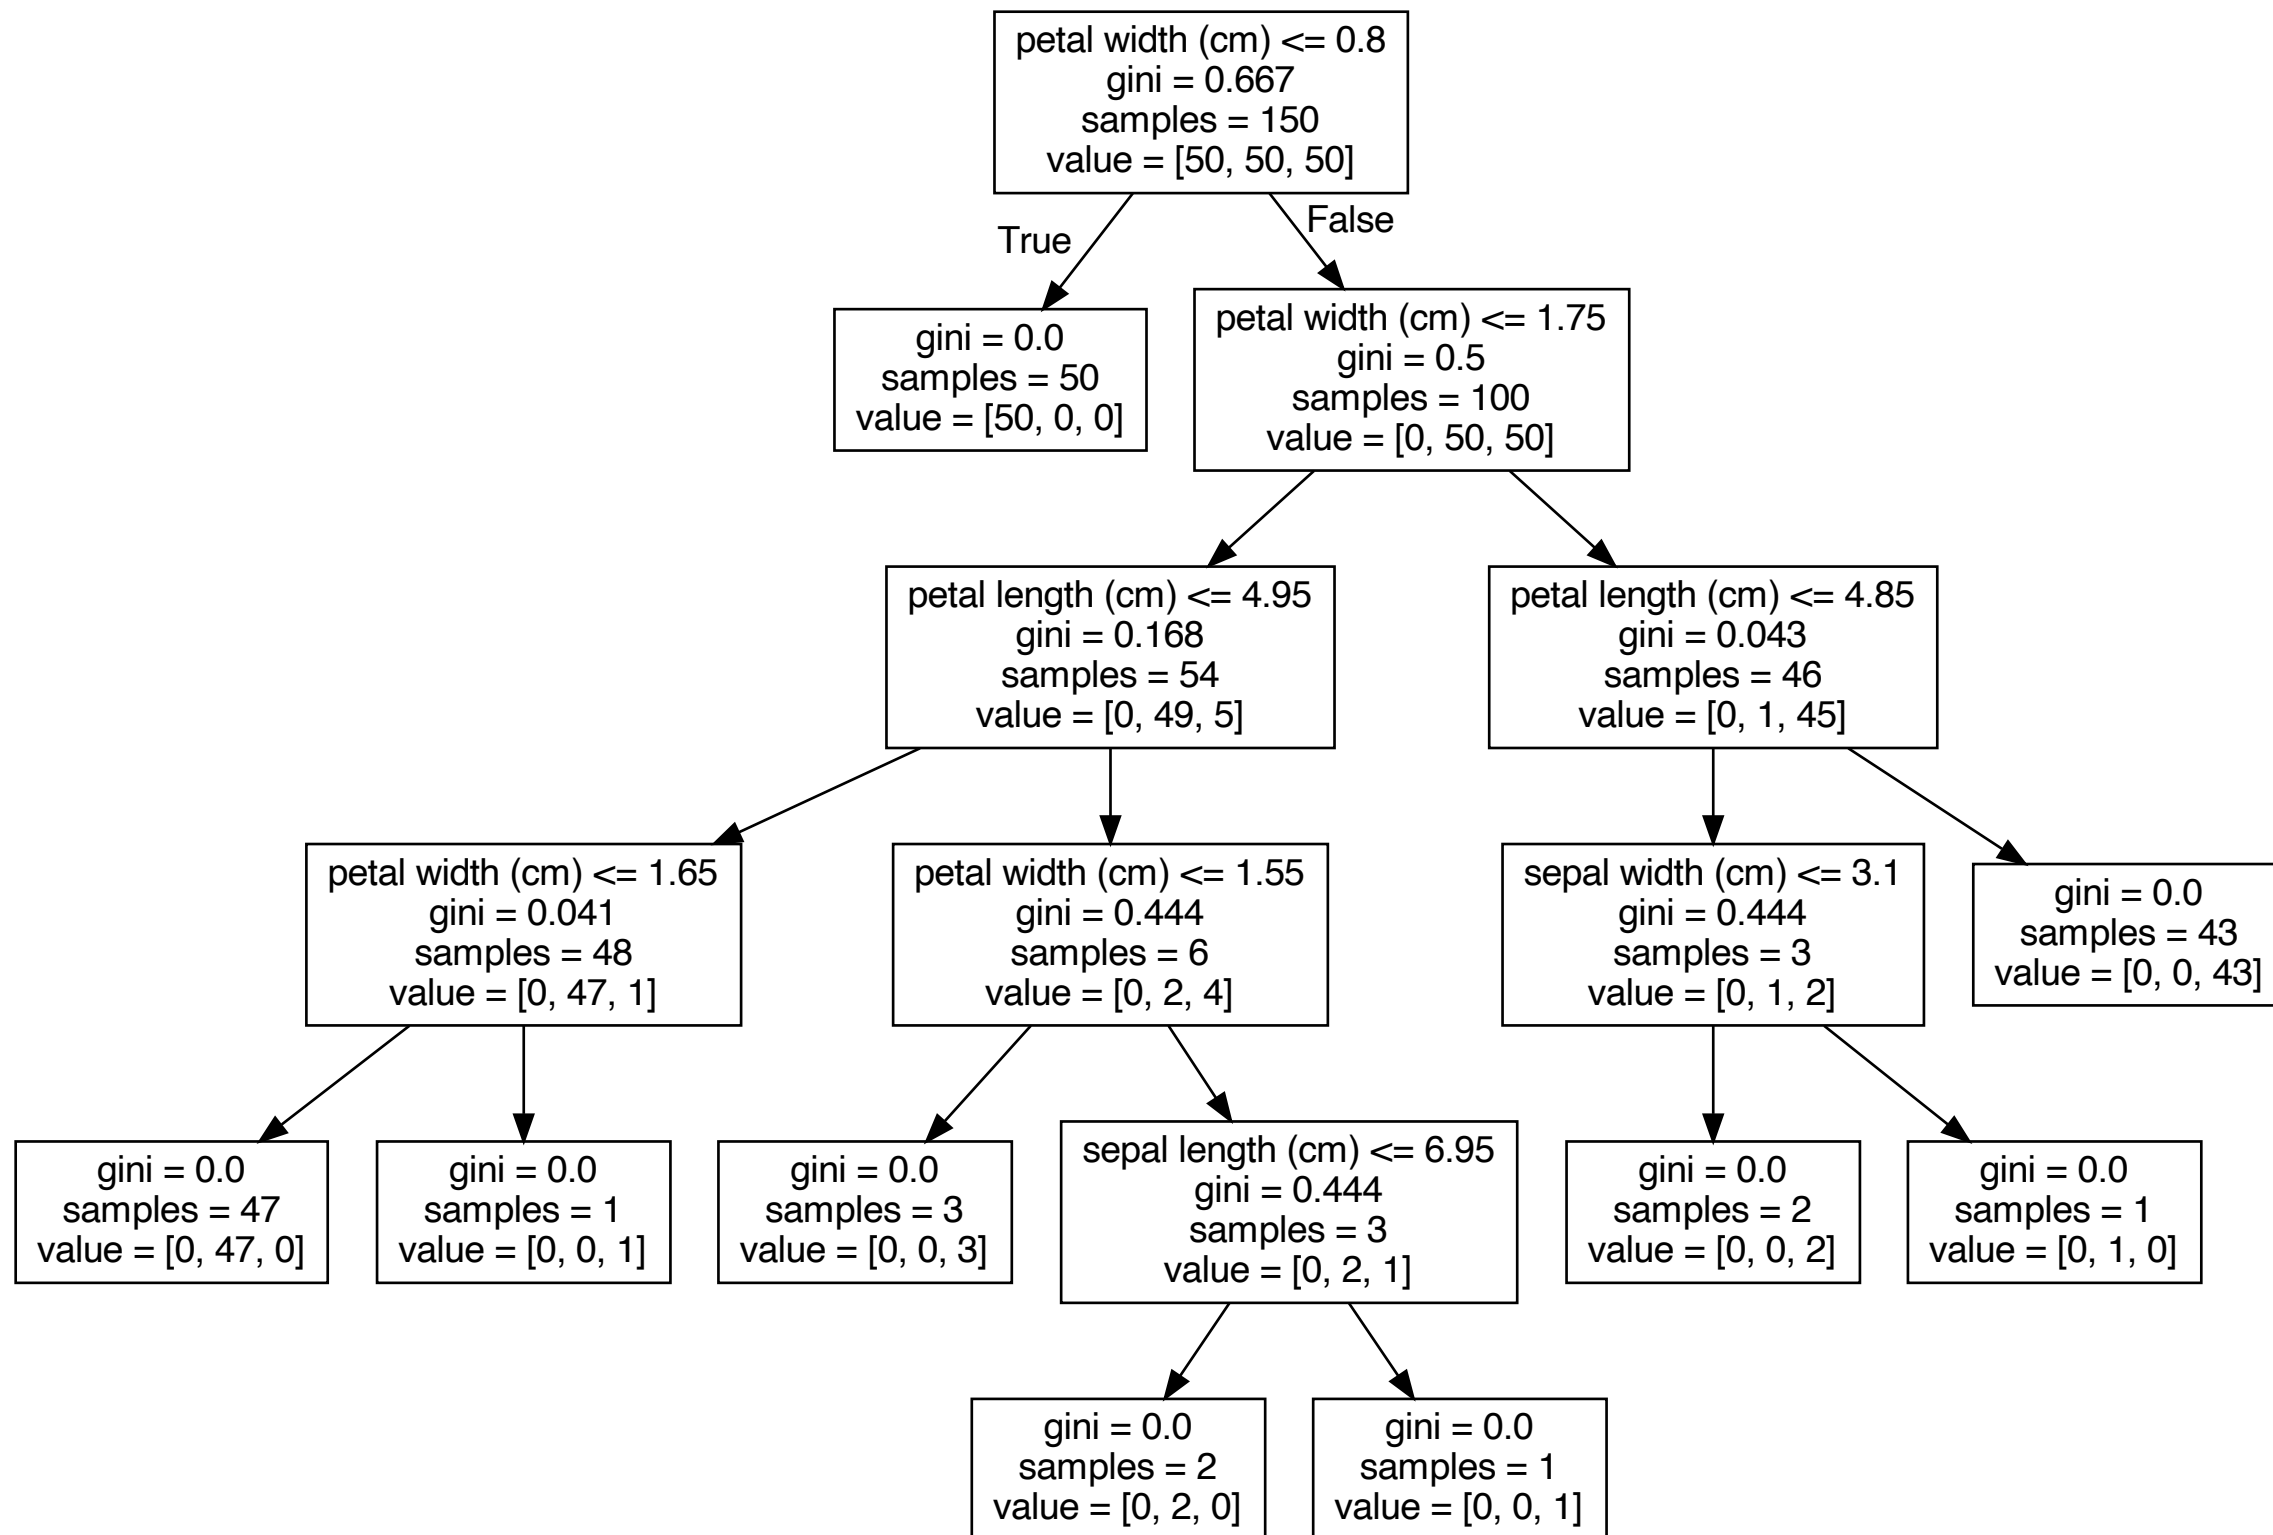 petal width (cm) <= 0.8
gini = 0.667
samples = 150
value = [50, 50, 50]
True
False
gini = 0.0
samples = 50
value = [50, 0, 0]
petal width (cm) <= 1.75
gini = 0.5
samples = 100
value = [0, 50, 50]
petal length (cm) <= 4.95
gini = 0.168
samples = 54
value = [0, 49, 5]
petal length (cm) <= 4.85
gini = 0.043
samples = 46
value = [0, 1, 45]
petal width (cm) <= 1.65
gini = 0.041
samples = 48
value = [0, 47, 1]
petal width (cm) <= 1.55
gini = 0.444
samples = 6
value = [0, 2, 4]
sepal width (cm) <= 3.1
gini = 0.444
samples = 3
value = [0, 1, 2]
gini = 0.0
samples = 43
value = [0, 0, 43]
gini = 0.0
samples = 47
value = [0, 47, 0]
gini = 0.0
samples = 1
value = [0, 0, 1]
gini = 0.0
samples = 3
value = [0, 0, 3]
sepal length (cm) <= 6.95
gini = 0.444
samples = 3
value = [0, 2, 1]
gini = 0.0
samples = 2
value = [0, 0, 2]
gini = 0.0
samples = 1
value = [0, 1, 0]
gini = 0.0
samples = 2
value = [0, 2, 0]
gini = 0.0
samples = 1
value = [0, 0, 1]